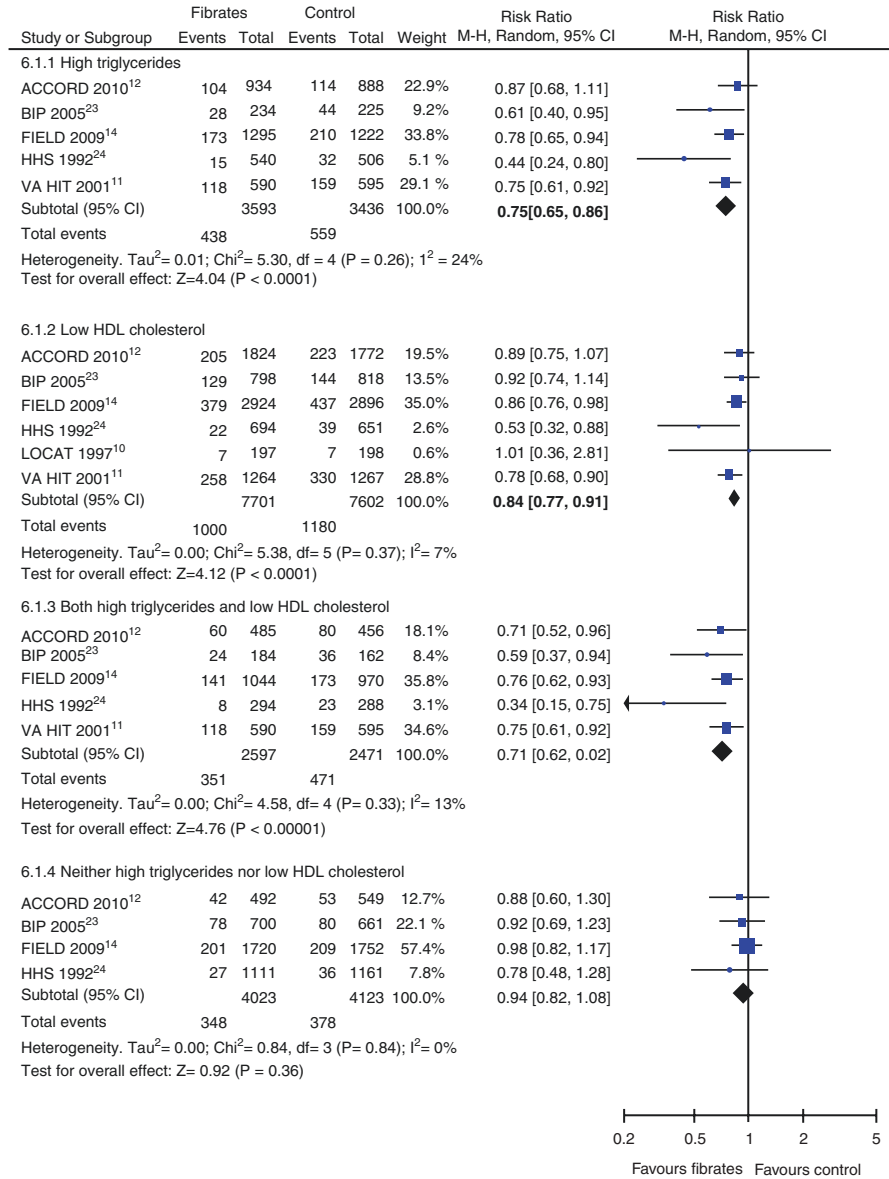 Fibrates Control Risk Ratio Risk Ratio
Study or Subgroup Events Total Events Total Weight M-H, Random, 95% CI M-H, Random, 95% CI
6.1.1 High triglycerides
ACCORD 2010¹² 104 934 114 888 22.9% 0.87 [0.68, 1.11]
BIP 2005²³ 28 234 44 225 9.2% 0.61 [0.40, 0.95]
FIELD 2009¹⁴ 173 1295 210 1222 33.8% 0.78 [0.65, 0.94]
HHS 1992²⁴ 15 540 32 506 5.1 % 0.44 [0.24, 0.80]
VA HIT 2001¹¹ 118 590 159 595 29.1 % 0.75 [0.61, 0.92]
Subtotal (95% CI) 3593 3436 100.0% 0.75[0.65, 0.86]
Total events 438 559
Heterogeneity. Tau²= 0.01; Chi²= 5.30, df = 4 (P = 0.26); 1² = 24%
Test for overall effect: Z=4.04 (P < 0.0001)
6.1.2 Low HDL cholesterol
ACCORD 2010¹² 205 1824 223 1772 19.5% 0.89 [0.75, 1.07]
BIP 2005²³ 129 798 144 818 13.5% 0.92 [0.74, 1.14]
FIELD 2009¹⁴ 379 2924 437 2896 35.0% 0.86 [0.76, 0.98]
HHS 1992²⁴ 22 694 39 651 2.6% 0.53 [0.32, 0.88]
LOCAT 1997¹⁰ 7 197 7 198 0.6% 1.01 [0.36, 2.81]
VA HIT 2001¹¹ 258 1264 330 1267 28.8% 0.78 [0.68, 0.90]
Subtotal (95% CI) 7701 7602 100.0% 0.84 [0.77, 0.91]
Total events 1000 1180
Heterogeneity. Tau²= 0.00; Chi²= 5.38, df= 5 (P= 0.37); I²= 7%
Test for overall effect: Z=4.12 (P < 0.0001)
6.1.3 Both high triglycerides and low HDL cholesterol
ACCORD 2010¹² 60 485 80 456 18.1% 0.71 [0.52, 0.96]
BIP 2005²³ 24 184 36 162 8.4% 0.59 [0.37, 0.94]
FIELD 2009¹⁴ 141 1044 173 970 35.8% 0.76 [0.62, 0.93]
HHS 1992²⁴ 8 294 23 288 3.1% 0.34 [0.15, 0.75]
VA HIT 2001¹¹ 118 590 159 595 34.6% 0.75 [0.61, 0.92]
Subtotal (95% CI) 2597 2471 100.0% 0.71 [0.62, 0.02]
Total events 351 471
Heterogeneity. Tau²= 0.00; Chi²= 4.58, df= 4 (P= 0.33); I²= 13%
Test for overall effect: Z=4.76 (P < 0.00001)
6.1.4 Neither high triglycerides nor low HDL cholesterol
ACCORD 2010¹² 42 492 53 549 12.7% 0.88 [0.60, 1.30]
BIP 2005²³ 78 700 80 661 22.1 % 0.92 [0.69, 1.23]
FIELD 2009¹⁴ 201 1720 209 1752 57.4% 0.98 [0.82, 1.17]
HHS 1992²⁴ 27 1111 36 1161 7.8% 0.78 [0.48, 1.28]
Subtotal (95% CI) 4023 4123 100.0% 0.94 [0.82, 1.08]
Total events 348 378
Heterogeneity. Tau²= 0.00; Chi²= 0.84, df= 3 (P= 0.84); I²= 0%
Test for overall effect: Z= 0.92 (P = 0.36)
0.2 0.5 1 2 5
Favours fibrates Favours control